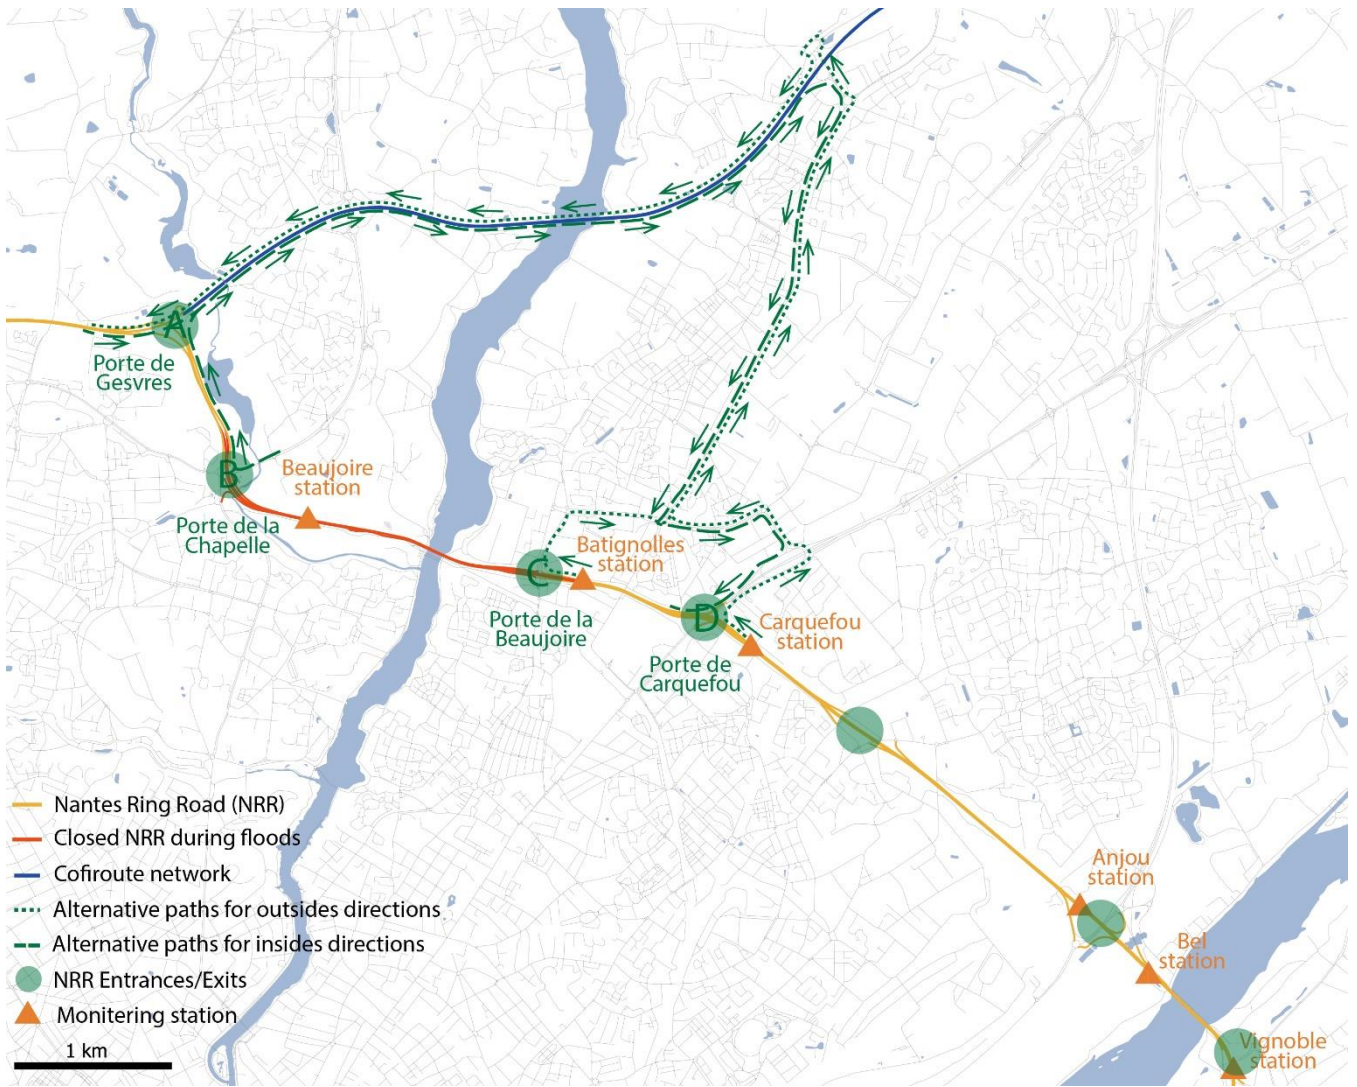 A
Porte de
Gesvres
B
Beaujoire
station
Porte de la
Chapelle
Batignolles
station
C
Porte de la
Beaujoire
D
Carquefou
station
Porte de
Carquefou
Anjou
station
Bel
station
Vignoble
station
Nantes Ring Road (NRR)
Closed NRR during floods
Cofiroute network
Alternative paths for outsides directions
Alternative paths for insides directions
NRR Entrances/Exits
Monitering station
1 km